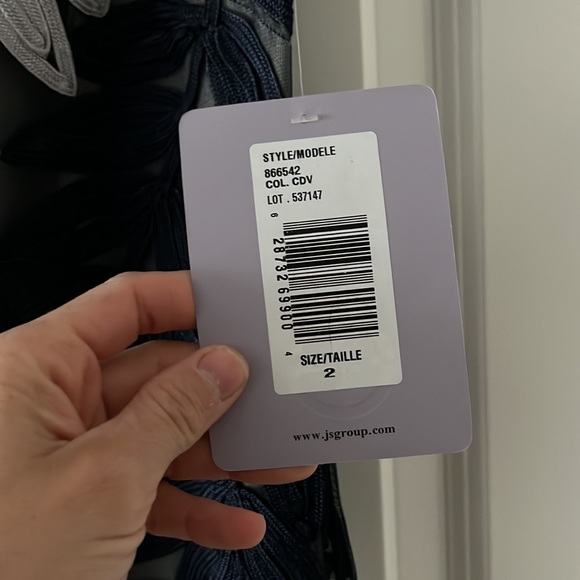 STYLE/MODELE
866542
COL. CDV
LOT . 537147
6 28732 69900 4
SIZE/TAILLE
2
www.jsgroup.com